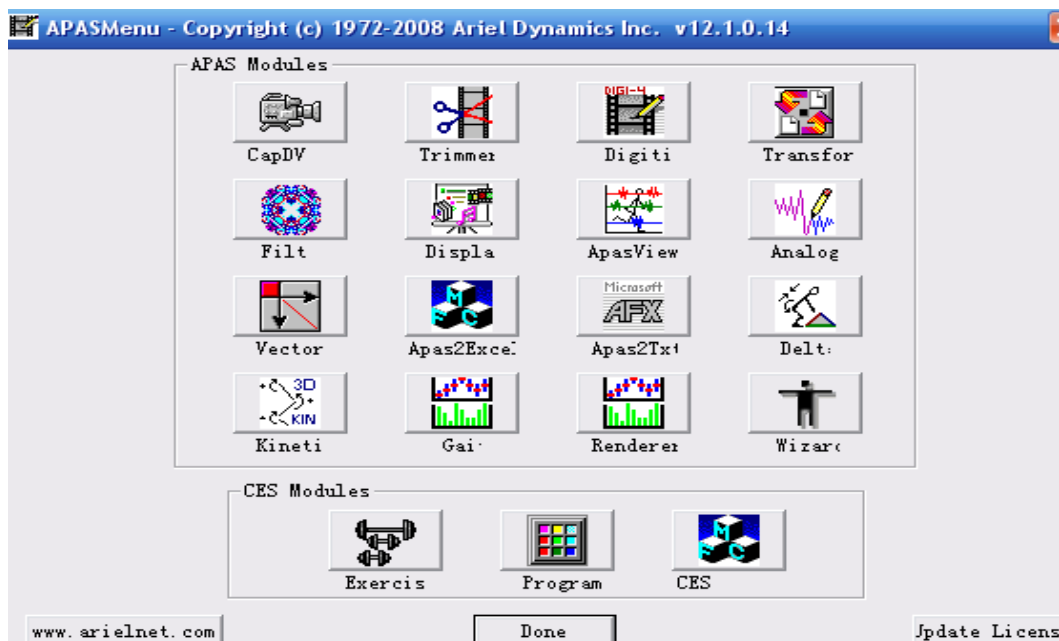 APASMenu - Copyright (c) 1972-2008 Ariel Dynamics Inc. v12.1.0.14
APAS Modules
DIGI-4
CapDV Trimmer Digiti Transfor
Filt Displa ApasView Analog
M F C
Microsoft
AFX
Vector Apas2Excel Apas2Txt Delt
3D
KIN
Kineti Gai Renderer Wizar
CES Modules
M F C
Exercis Program CES
www.arielnet.com Done Update Licens